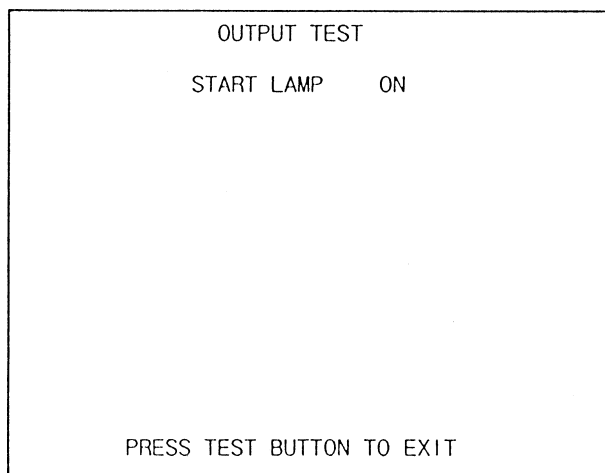 OUTPUT TEST
START LAMP ON
PRESS TEST BUTTON TO EXIT